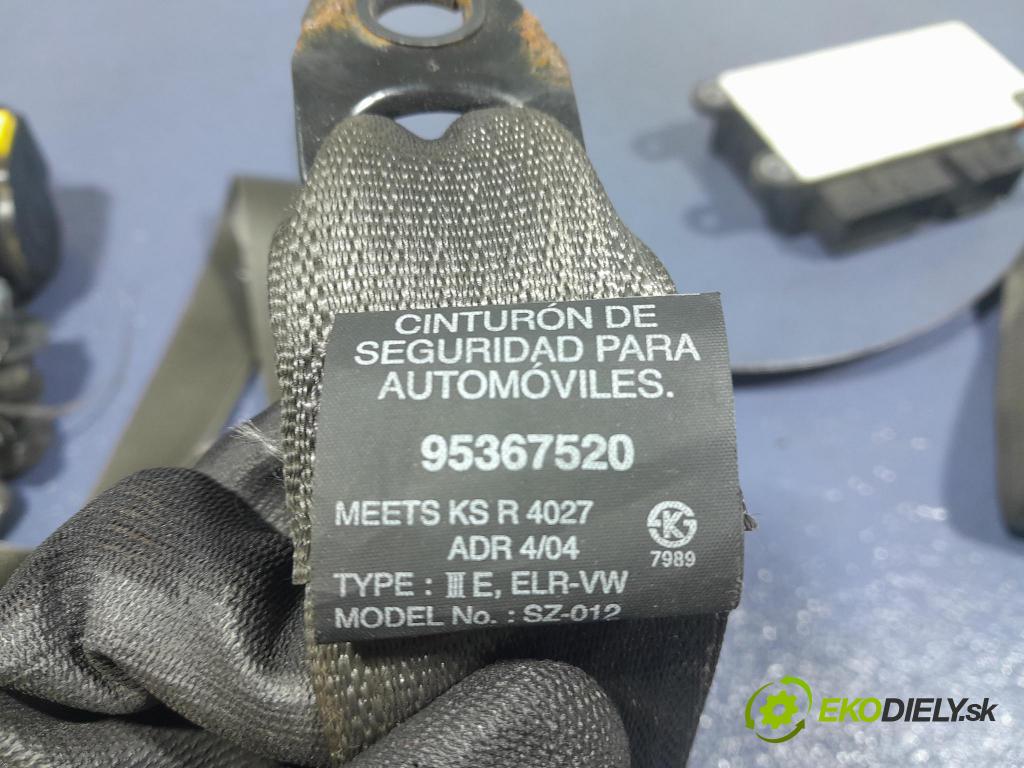 CINTURÓN DE
SEGURIDAD PARA
AUTOMÓVILES.
95367520
MEETS KS R 4027
ADR 4/04
K
7989
TYPE : III E, ELR-VW
MODEL No. : SZ-012
EKODIELY.sk